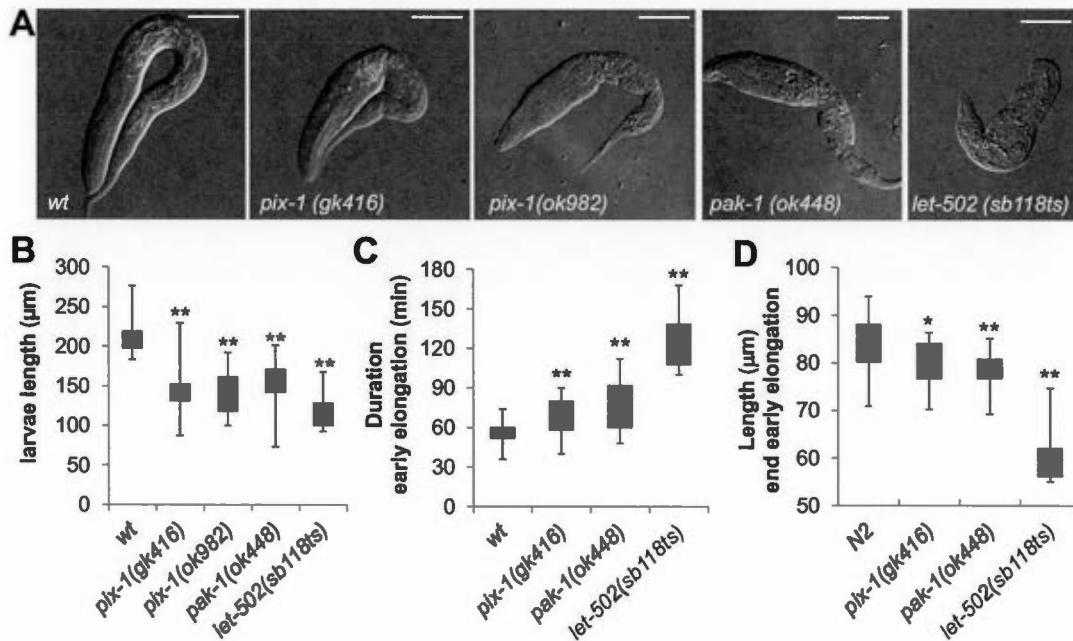 A
wt
pix-1 (gk416)
pix-1(ok982)
pak-1 (ok448)
let-502 (sb118ts)
B
larvae length (µm)
300
250
200
150
100
50
0
**
**
**
**
wt
pix-1(gk416)
pix-1(ok982)
pak-1(ok448)
let-502(sb118ts)
C
Duration
early elongation (min)
180
150
120
90
60
30
0
**
**
**
wt
pix-1(gk416)
pak-1(ok448)
let-502(sb118ts)
D
Length (µm)
end early elongation
100
90
80
70
60
50
*
**
**
N2
pix-1(gk416)
pak-1(ok448)
let-502(sb118ts)